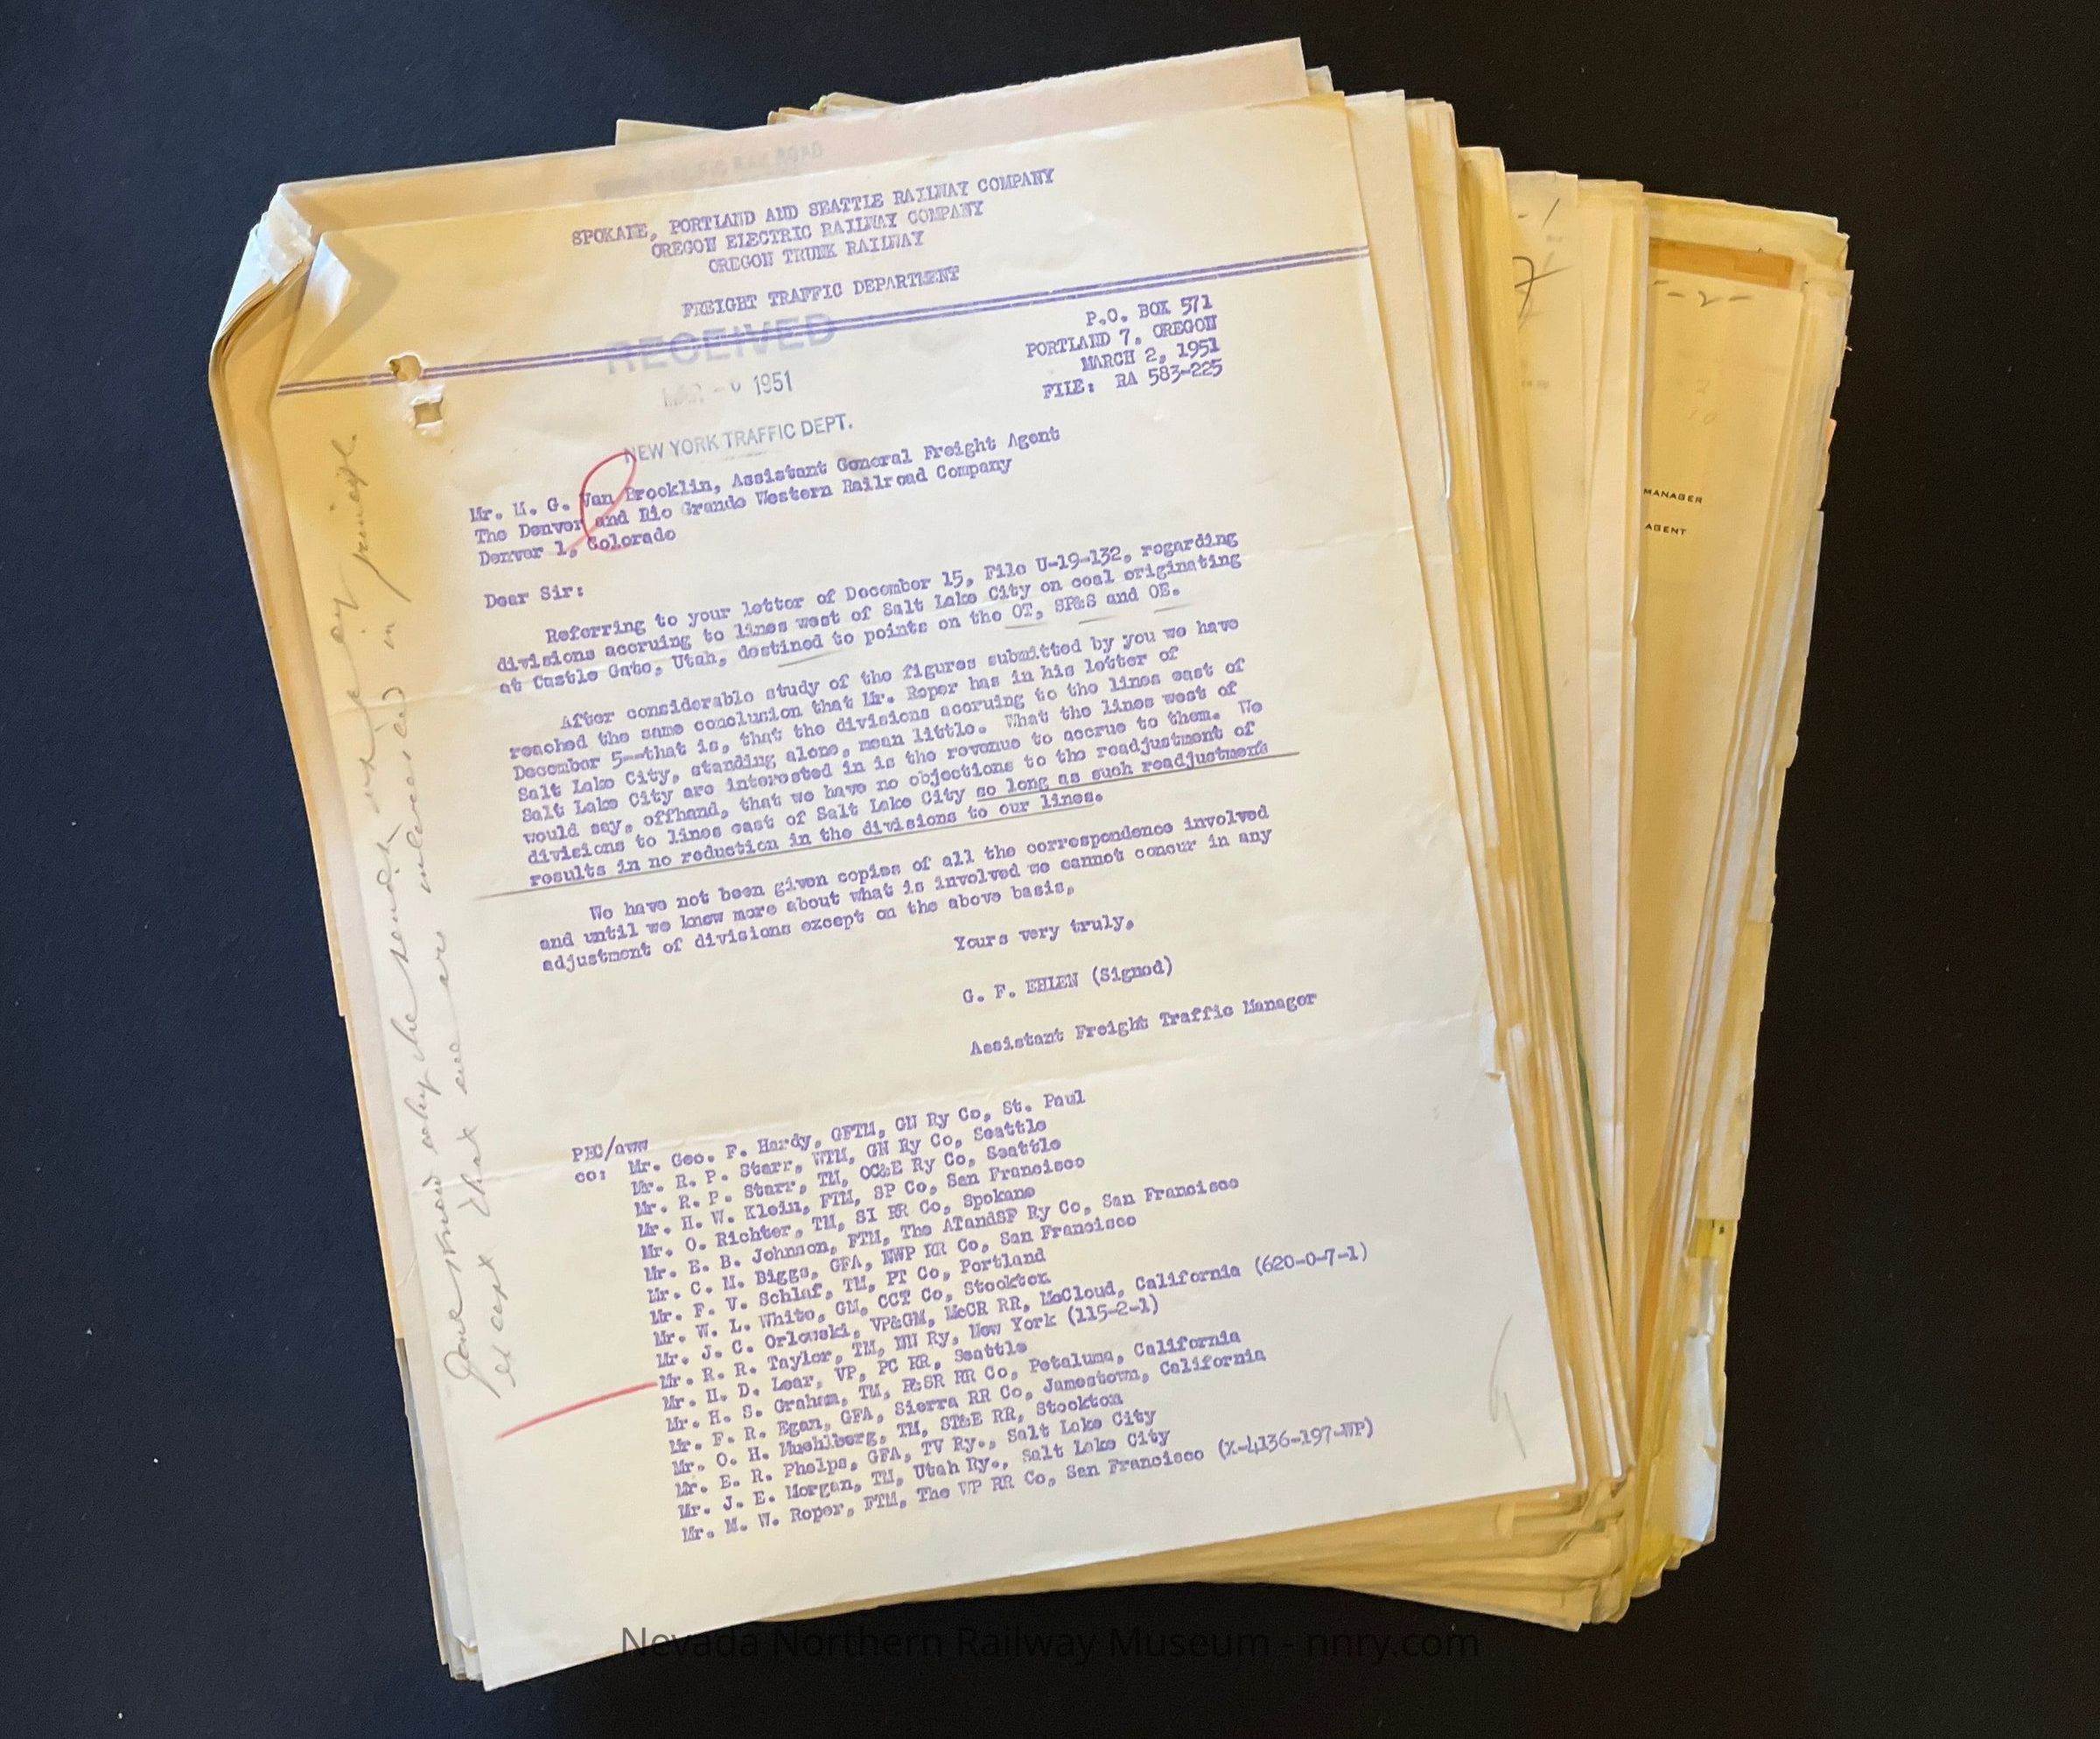 SPOKANE, PORTLAND AND SEATTLE RAILWAY COMPANY
OREGON ELECTRIC RAILWAY COMPANY
OREGON TRUNK RAILWAY
FREIGHT TRAFFIC DEPARTMENT
RECEIVED
1951
NEW YORK TRAFFIC DEPT.
P.O. BOX 571
PORTLAND 7, OREGON
MARCH 2, 1951
FILE: RA 583-225
Mr. M. G. Van Brocklin, Assistant General Freight Agent
The Denver and Rio Grande Western Railroad Company
Denver 1, Colorado
Dear Sir:
Referring to your letter of December 15, File U-19-132, regarding
divisions accruing to lines west of Salt Lake City on coal originating
at Castle Gate, Utah, destined to points on the OT, SP&S and OE.
After considerable study of the figures submitted by you we have
reached the same conclusion that Mr. Roper has in his letter of
December 5--that is, that the divisions accruing to the lines east of
Salt Lake City, standing alone, mean little. What the lines west of
Salt Lake City are interested in is the revenue to accrue to them. We
would say, offhand, that we have no objections to the readjustment of
divisions to lines east of Salt Lake City so long as such readjustment
results in no reduction in the divisions to our lines.
We have not been given copies of all the correspondence involved
and until we know more about what is involved we cannot concur in any
adjustment of divisions except on the above basis.
Yours very truly,
G. F. EHLEN (Signed)
Assistant Freight Traffic Manager
PEC/
cc: Mr. Geo. F. Hardy, GFTM, GN Ry Co, St. Paul
Mr. R. P. Starr, WTM, GN Ry Co, Seattle
Mr. R. P. Starr, TM, OC&E Ry Co, Seattle
Mr. H. W. Klein, FTM, SP Co, San Francisco
Mr. O. Richter, TM, SI RR Co, Spokane
Mr. E. B. Johnson, FTM, The ATandSF Ry Co, San Francisco
Mr. C. M. Biggs, GFA, NWP RR Co, San Francisco
Mr. F. V. Schlaf, TM, PT Co, Portland
Mr. W. L. White, GM, CCT Co, Stockton
Mr. J. C. Orlouski, VP&GM, McCR RR, McCloud, California (620-0-7-1)
Mr. R. R. Taylor, TM, NN Ry, New York (115-2-1)
Mr. H. D. Lear, VP, PC RR, Seattle
Mr. H. S. Graham, TM, P&SR RR Co, Petaluma, California
Mr. F. R. Egan, GFA, Sierra RR Co, Jamestown, California
Mr. O. H. Muehlberg, TM, ST&E RR, Stockton
Mr. E. R. Phelps, GFA, TV Ry., Salt Lake City
Mr. J. E. Morgan, TM, Utah Ry., Salt Lake City
Mr. M. W. Roper, FTM, The WP RR Co, San Francisco (X-4136-197-WP)
why he sends us a cy
except that we are interested in principle
-1
7
-2-
MANAGER
AGENT
Nevada Northern Railway Museum - nnry.com